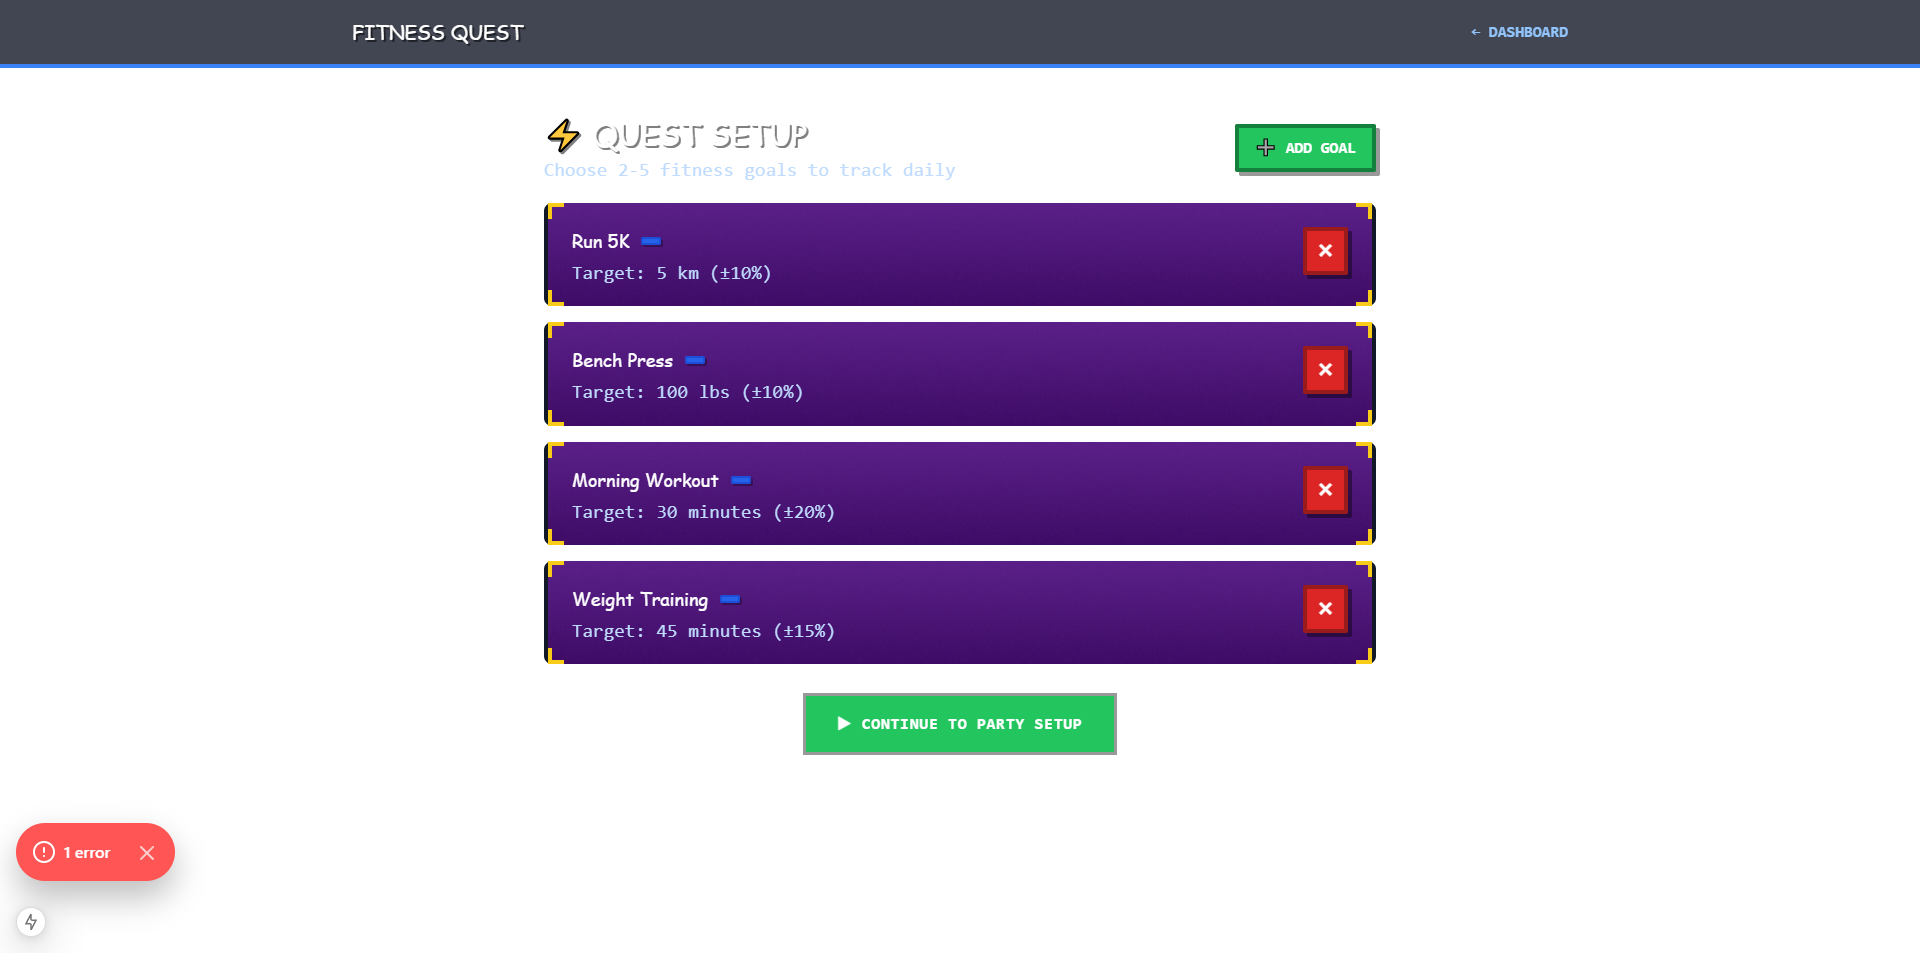 FITNESS QUEST
← DASHBOARD
⚡ QUEST SETUP
Choose 2-5 fitness goals to track daily
➕ ADD GOAL
Run 5K
Target: 5 km (±10%)
Bench Press
Target: 100 lbs (±10%)
Morning Workout
Target: 30 minutes (±20%)
Weight Training
Target: 45 minutes (±15%)
▶ CONTINUE TO PARTY SETUP
1 error